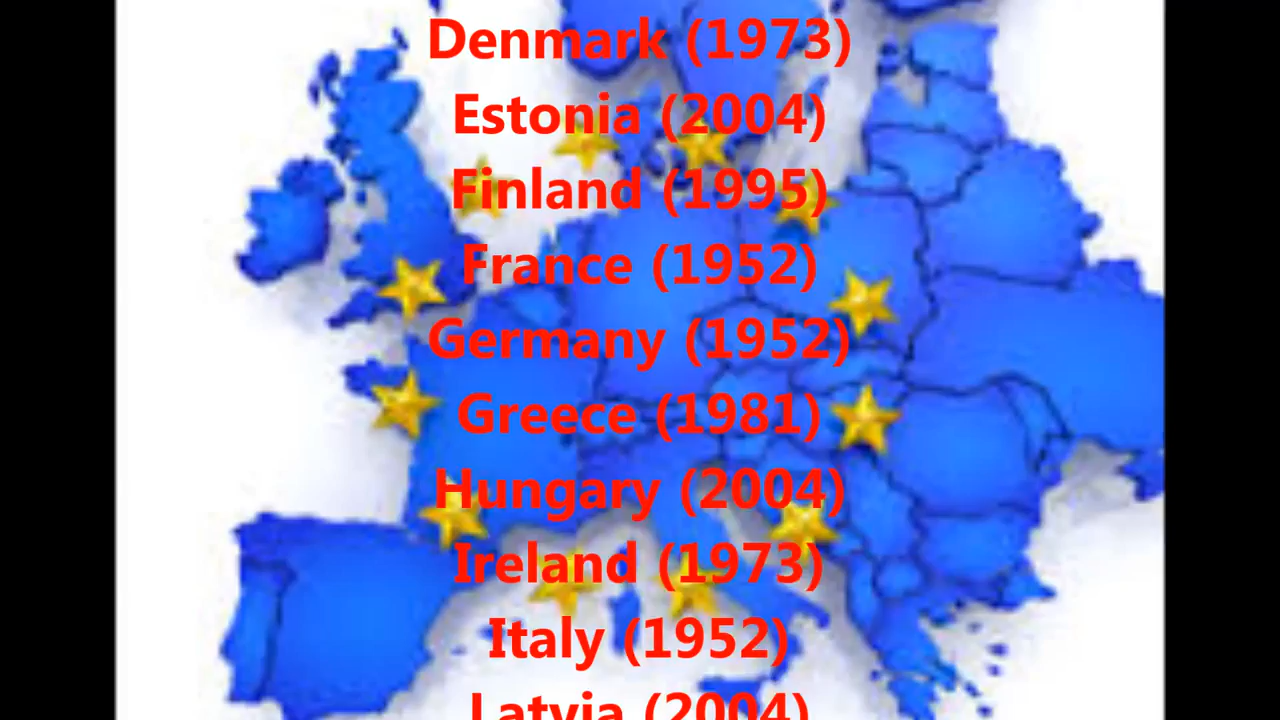 Denmark (1973)
Estonia (2004)
Finland (1995)
France (1952)
Germany (1952)
Greece (1981)
Hungary (2004)
Ireland (1973)
Italy (1952)
Latvia (2004)